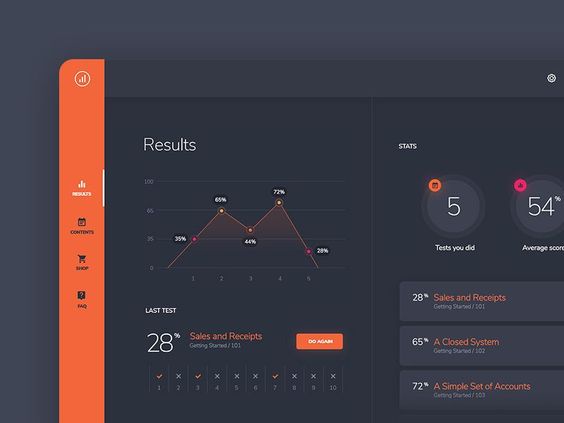 Results
100
65
35
0
35%
65%
44%
72%
28%
1 2 3 4 5
LAST TEST
28%
Sales and Receipts
Getting Started / 101
DO AGAIN
1 2 3 4 5 6 7 8 9 10
RESULTS
CONTENTS
SHOP
FAQ
STATS
5
Tests you did
54%
Average score
28% Sales and Receipts
Getting Started / 101
65% A Closed System
Getting Started / 102
72% A Simple Set of Accounts
Getting Started / 103